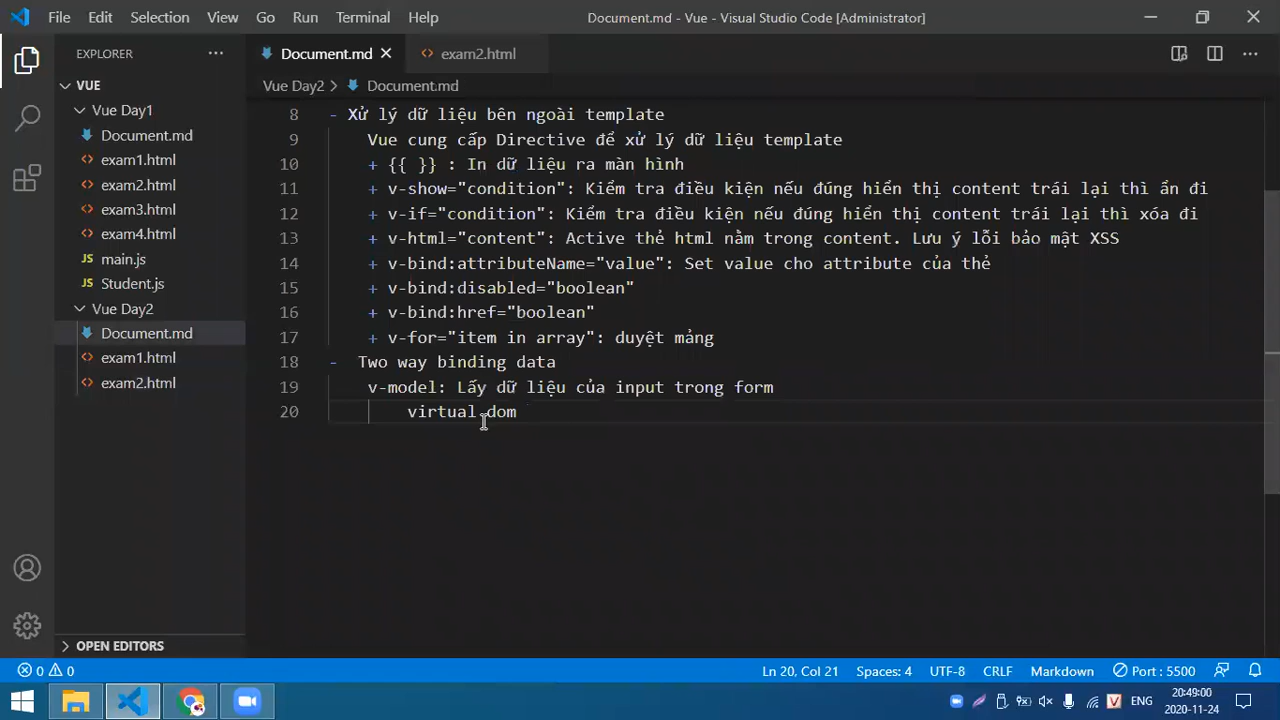 File Edit Selection View Go Run Terminal Help
Document.md - Vue - Visual Studio Code [Administrator]
EXPLORER
Document.md
exam2.html
VUE
Vue Day2 > Document.md
Vue Day1
Document.md
exam1.html
exam2.html
exam3.html
exam4.html
main.js
Student.js
Vue Day2
Document.md
exam1.html
exam2.html
OPEN EDITORS
8 - Xử lý dữ liệu bên ngoài template
9 Vue cung cấp Directive để xử lý dữ liệu template
10 + {{ }} : In dữ liệu ra màn hình
11 + v-show="condition": Kiểm tra điều kiện nếu đúng hiển thị content trái lại thì ẩn đi
12 + v-if="condition": Kiểm tra điều kiện nếu đúng hiển thị content trái lại thì xóa đi
13 + v-html="content": Active thẻ html nằm trong content. Lưu ý lỗi bảo mật XSS
14 + v-bind:attributeName="value": Set value cho attribute của thẻ
15 + v-bind:disabled="boolean"
16 + v-bind:href="boolean"
17 + v-for="item in array": duyệt mảng
18 - Two way binding data
19 v-model: Lấy dữ liệu của input trong form
20 virtual dom
0 0
Ln 20, Col 21 Spaces: 4 UTF-8 CRLF Markdown Port : 5500
ENG
20:49:00
2020-11-24